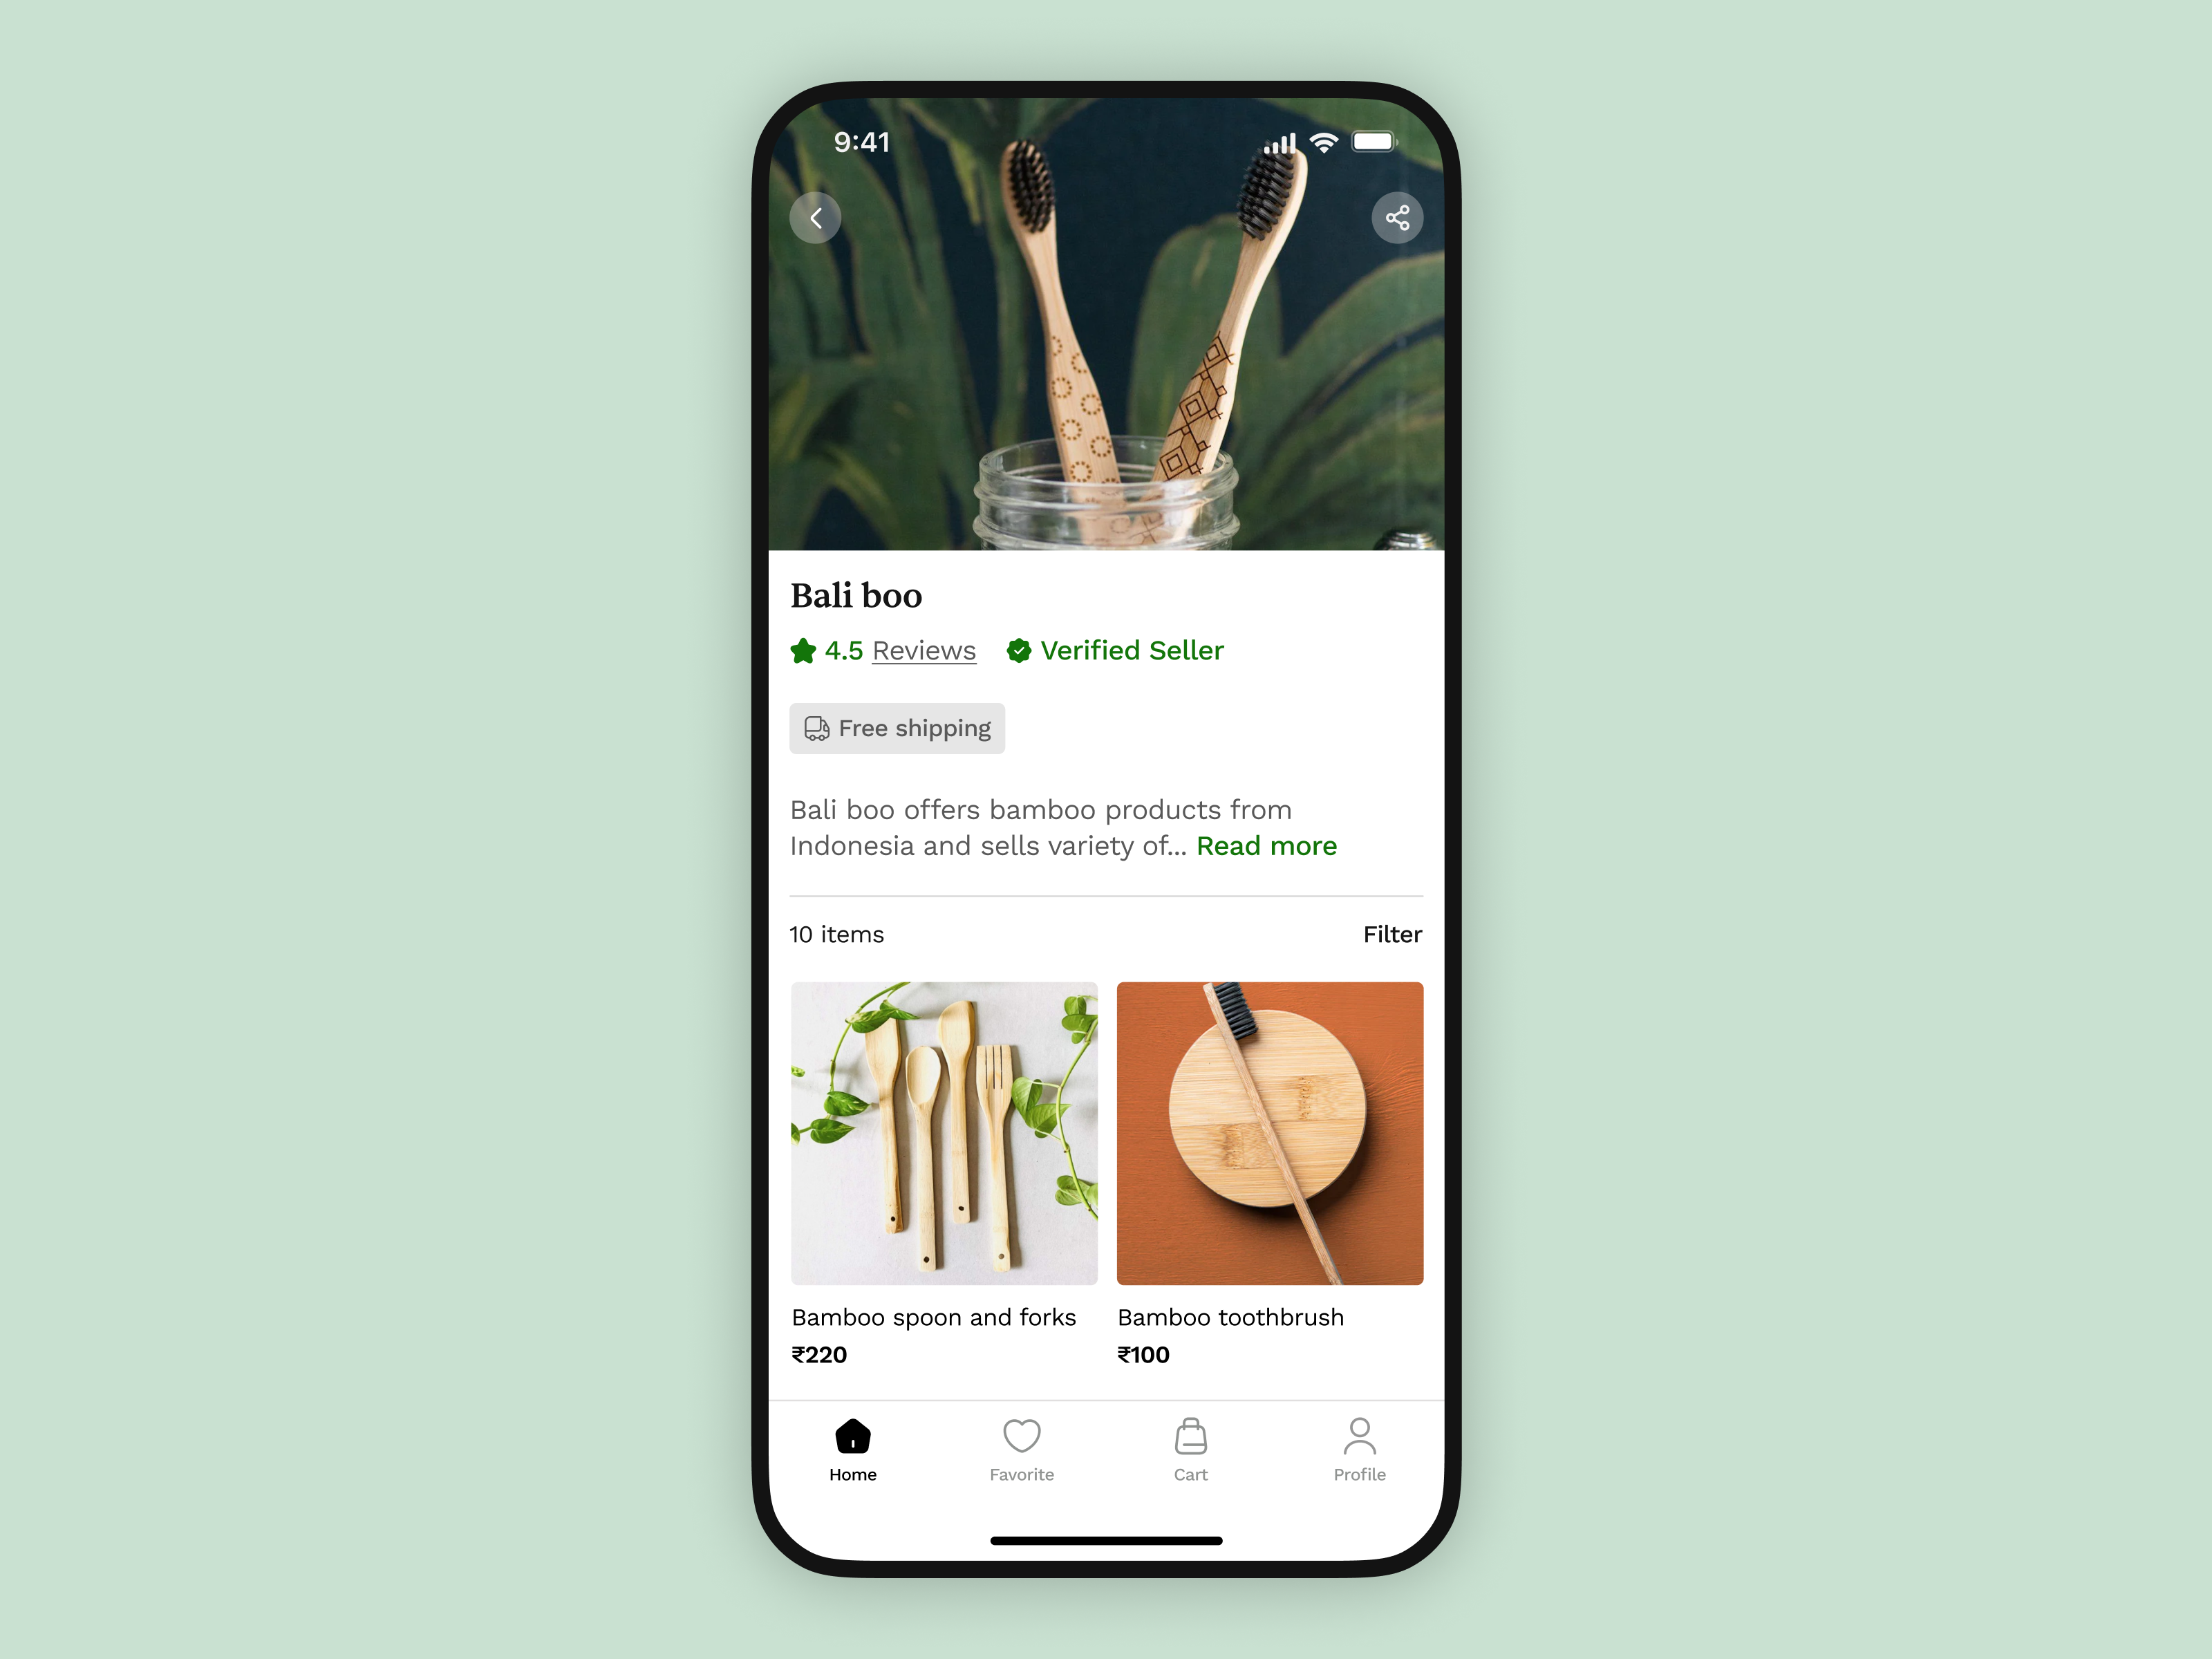 9:41
Bali boo
4.5 Reviews Verified Seller
Free shipping
Bali boo offers bamboo products from
Indonesia and sells variety of... Read more
10 items Filter
Bamboo spoon and forks Bamboo toothbrush
₹220 ₹100
Home Favorite Cart Profile